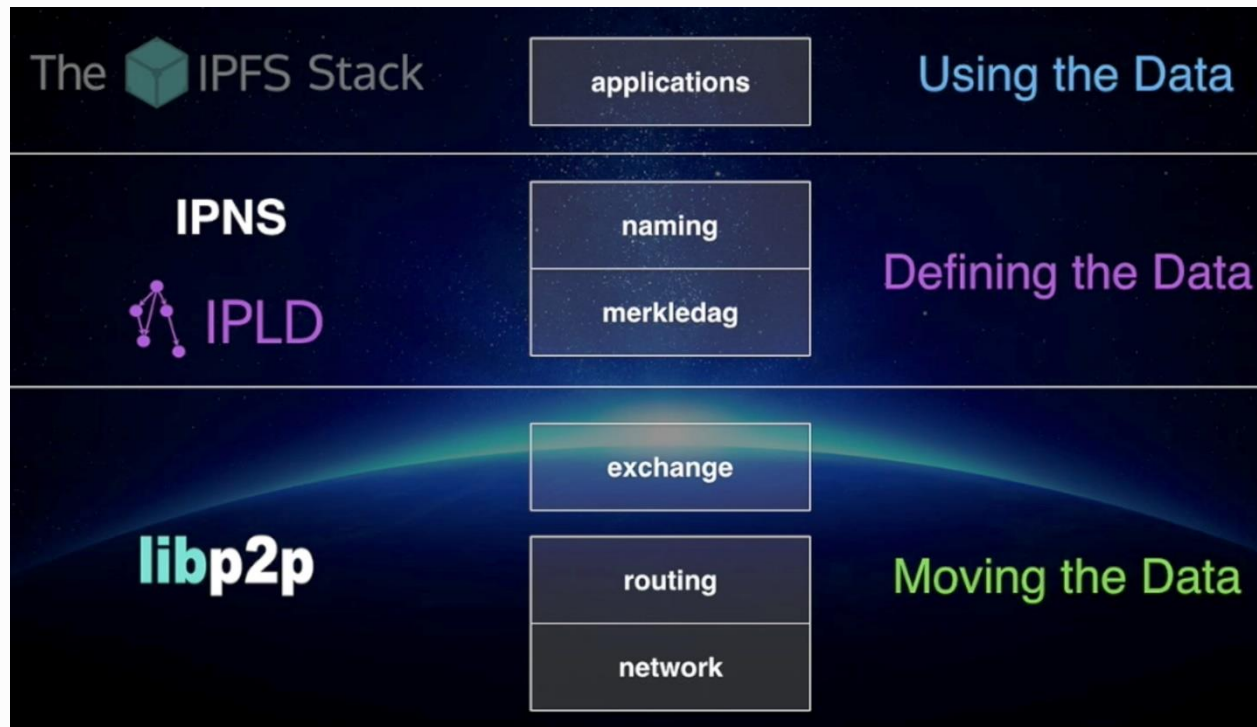 The IPFS Stack
applications
Using the Data
IPNS
naming
Defining the Data
IPLD
merkledag
exchange
libp2p
routing
Moving the Data
network